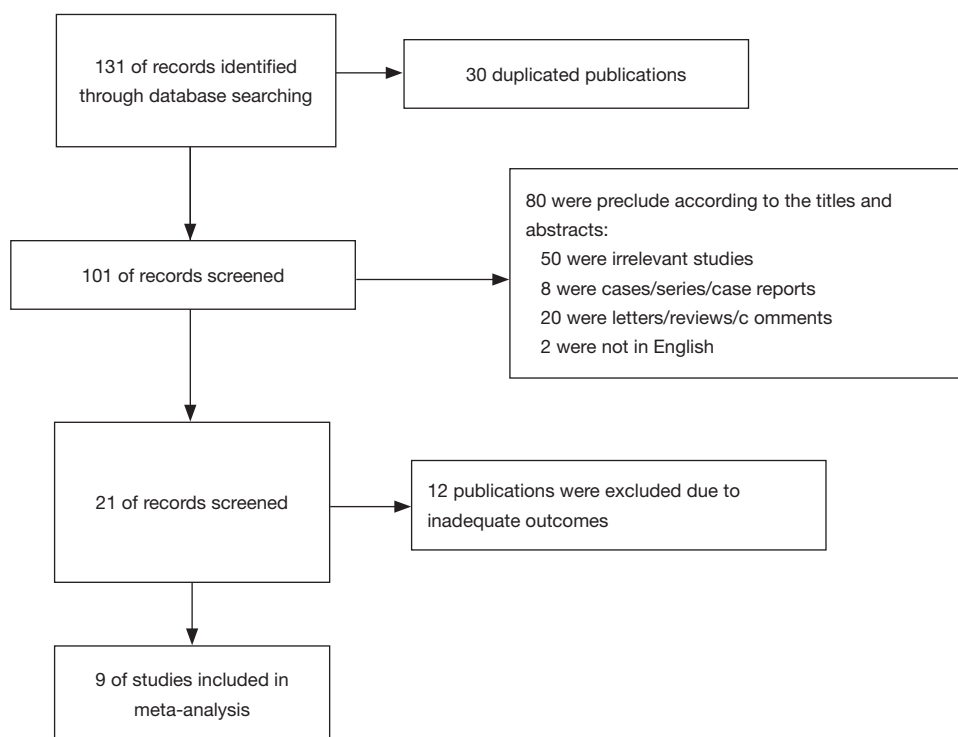 131 of records identified
through database searching
30 duplicated publications
80 were preclude according to the titles and
abstracts:
50 were irrelevant studies
8 were cases/series/case reports
20 were letters/reviews/c omments
2 were not in English
101 of records screened
21 of records screened
12 publications were excluded due to
inadequate outcomes
9 of studies included in
meta-analysis